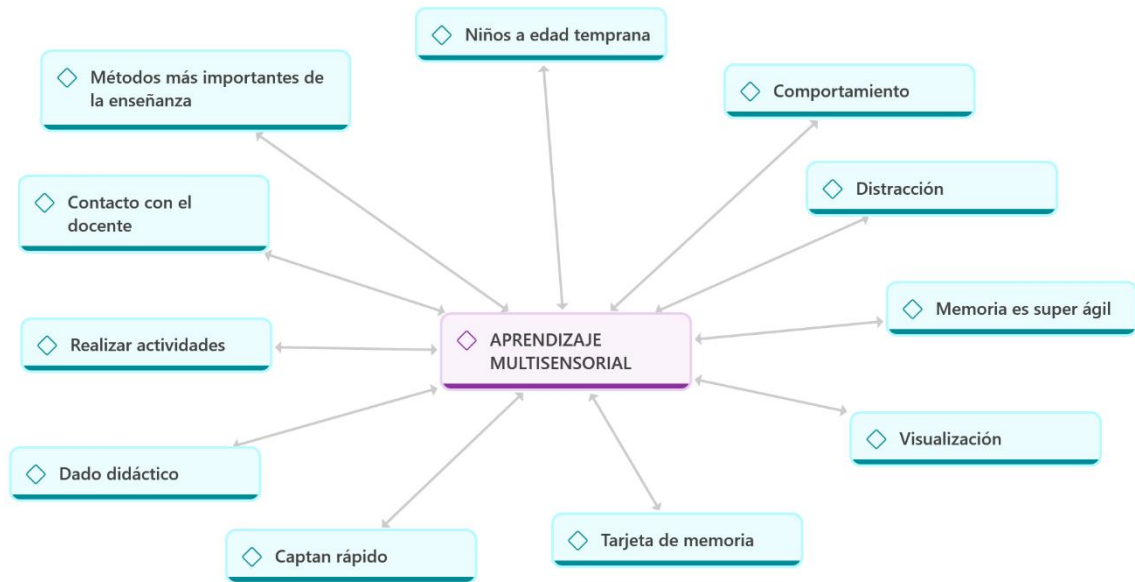 Niños a edad temprana
Métodos más importantes de
la enseñanza
Comportamiento
Contacto con el
docente
Distracción
Memoria es super ágil
APRENDIZAJE
MULTISENSORIAL
Realizar actividades
Visualización
Dado didáctico
Tarjeta de memoria
Captan rápido